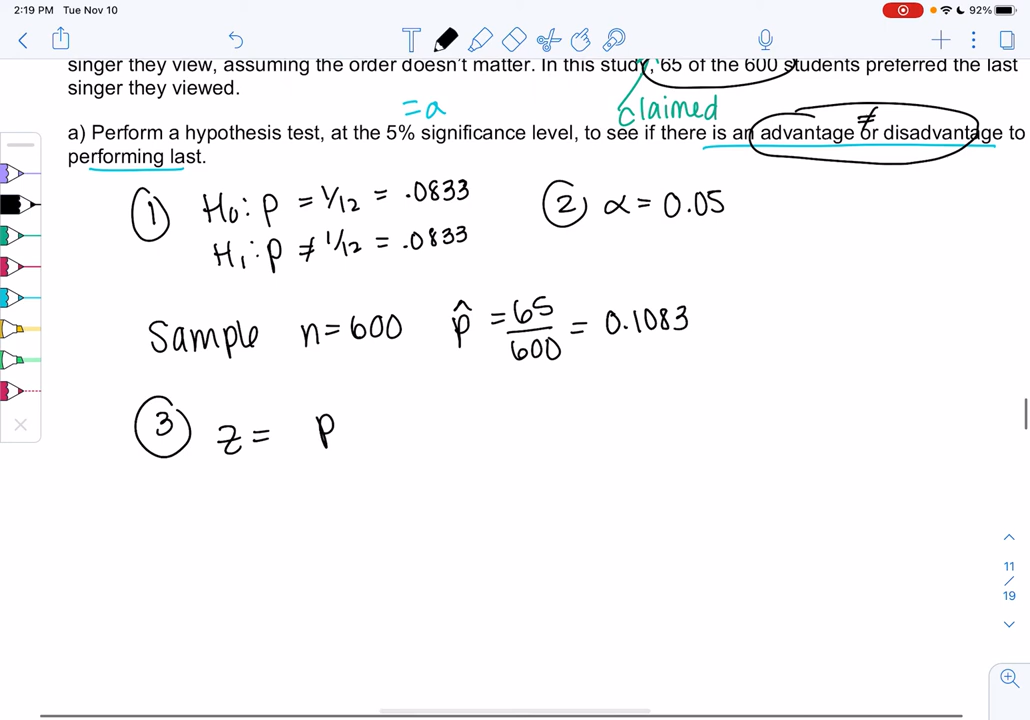 2:19 PM Tue Nov 10
92%
singer they view, assuming the order doesn't matter. In this study, 65 of the 600 students preferred the last
singer they viewed.
= a
claimed
≠
a) Perform a hypothesis test, at the 5% significance level, to see if there is an advantage or disadvantage to
performing last.
① H₀: p = 1/12 = .0833
② α = 0.05
H₁: p ≠ 1/12 = .0833
Sample n = 600 p̂ = 65/600 = 0.1083
③ z = p
11
/
19